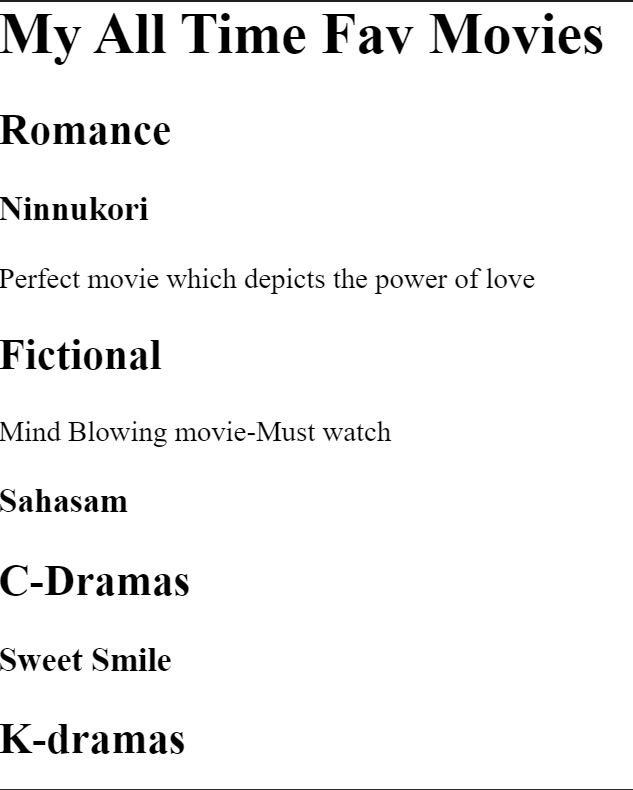 My All Time Fav Movies
Romance
Ninnukori
Perfect movie which depicts the power of love
Fictional
Mind Blowing movie-Must watch
Sahasam
C-Dramas
Sweet Smile
K-dramas